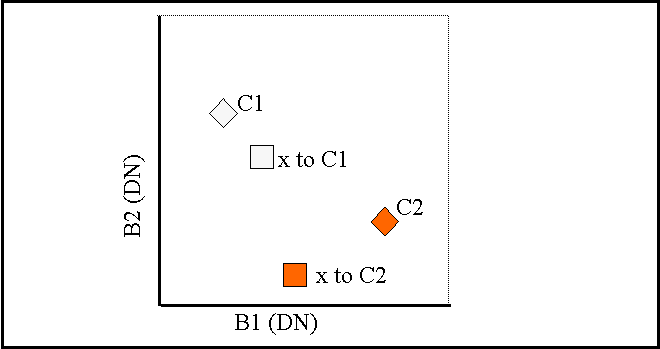 C1
x to C1
C2
x to C2
B2 (DN)
B1 (DN)